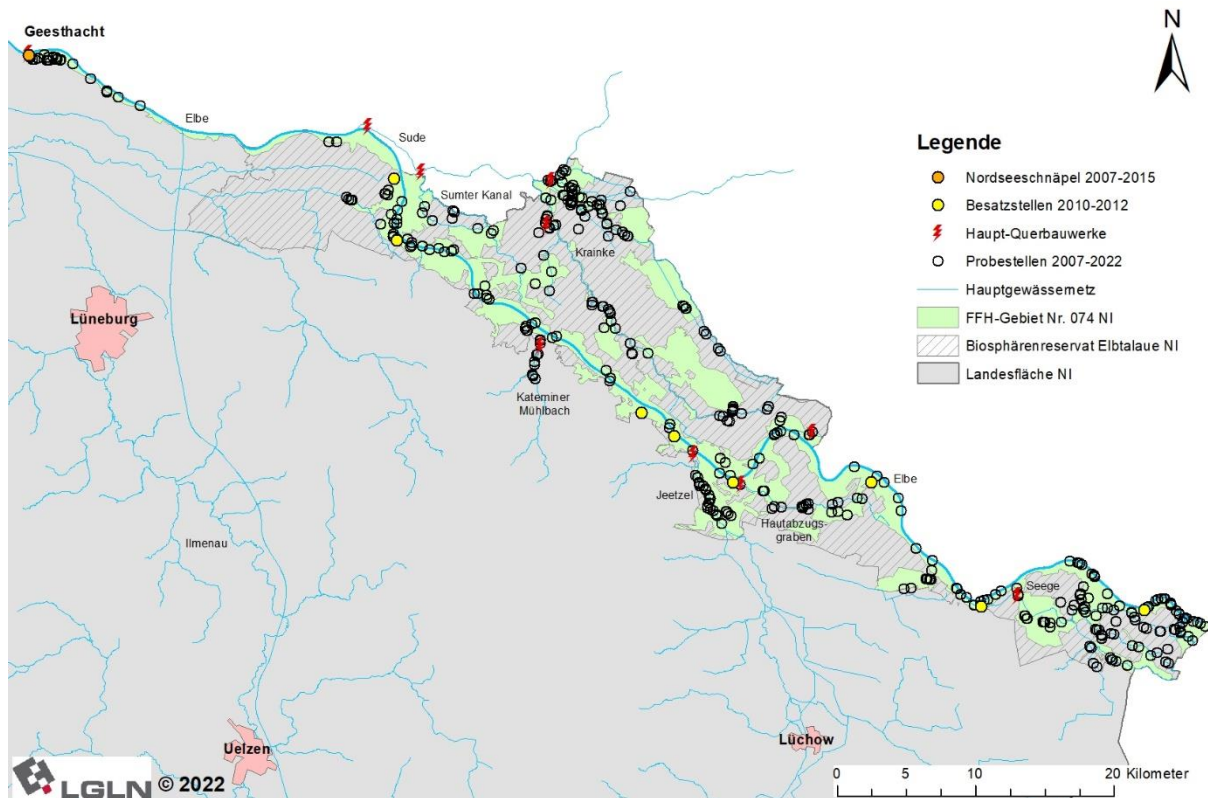 Geesthacht
N
Elbe
Sude
Sumter Kanal
Krainke
Lüneburg
Kateminer
Mühlbach
Jeetzel
Elbe
Hautabzugs-
graben
Ilmenau
Seege
Uelzen
Lüchow
Legende
Nordseeschnäpel 2007-2015
Besatzstellen 2010-2012
Haupt-Querbauwerke
Probestellen 2007-2022
Hauptgewässernetz
FFH-Gebiet Nr. 074 NI
Biosphärenreservat Elbtalaue NI
Landesfläche NI
LGLN © 2022
0 5 10 20 Kilometer